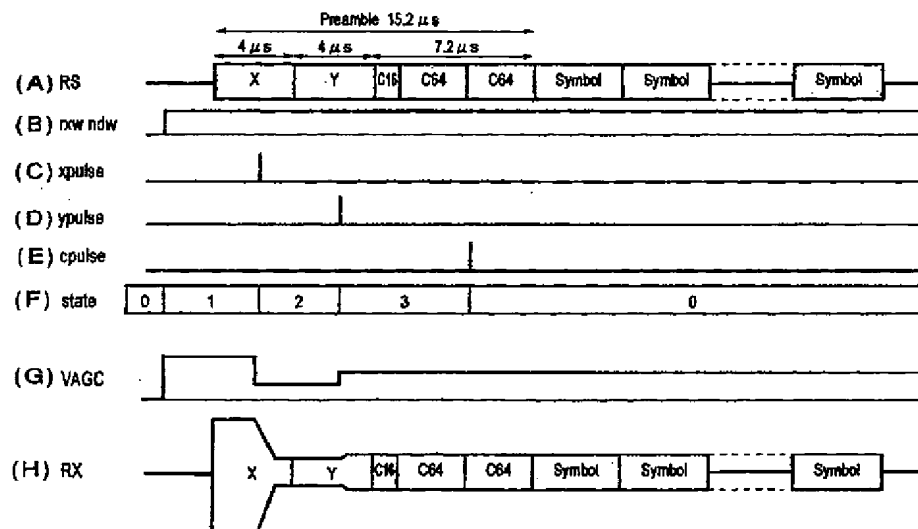 Preamble 15.2 μs
4 μs 4 μs 7.2 μs
(A) RS X Y C16 C64 C64 Symbol Symbol Symbol
(B) rxw ndw
(C) xpulse
(D) ypulse
(E) cpulse
(F) state 0 1 2 3 0
(G) VAGC
(H) RX X Y C16 C64 C64 Symbol Symbol Symbol